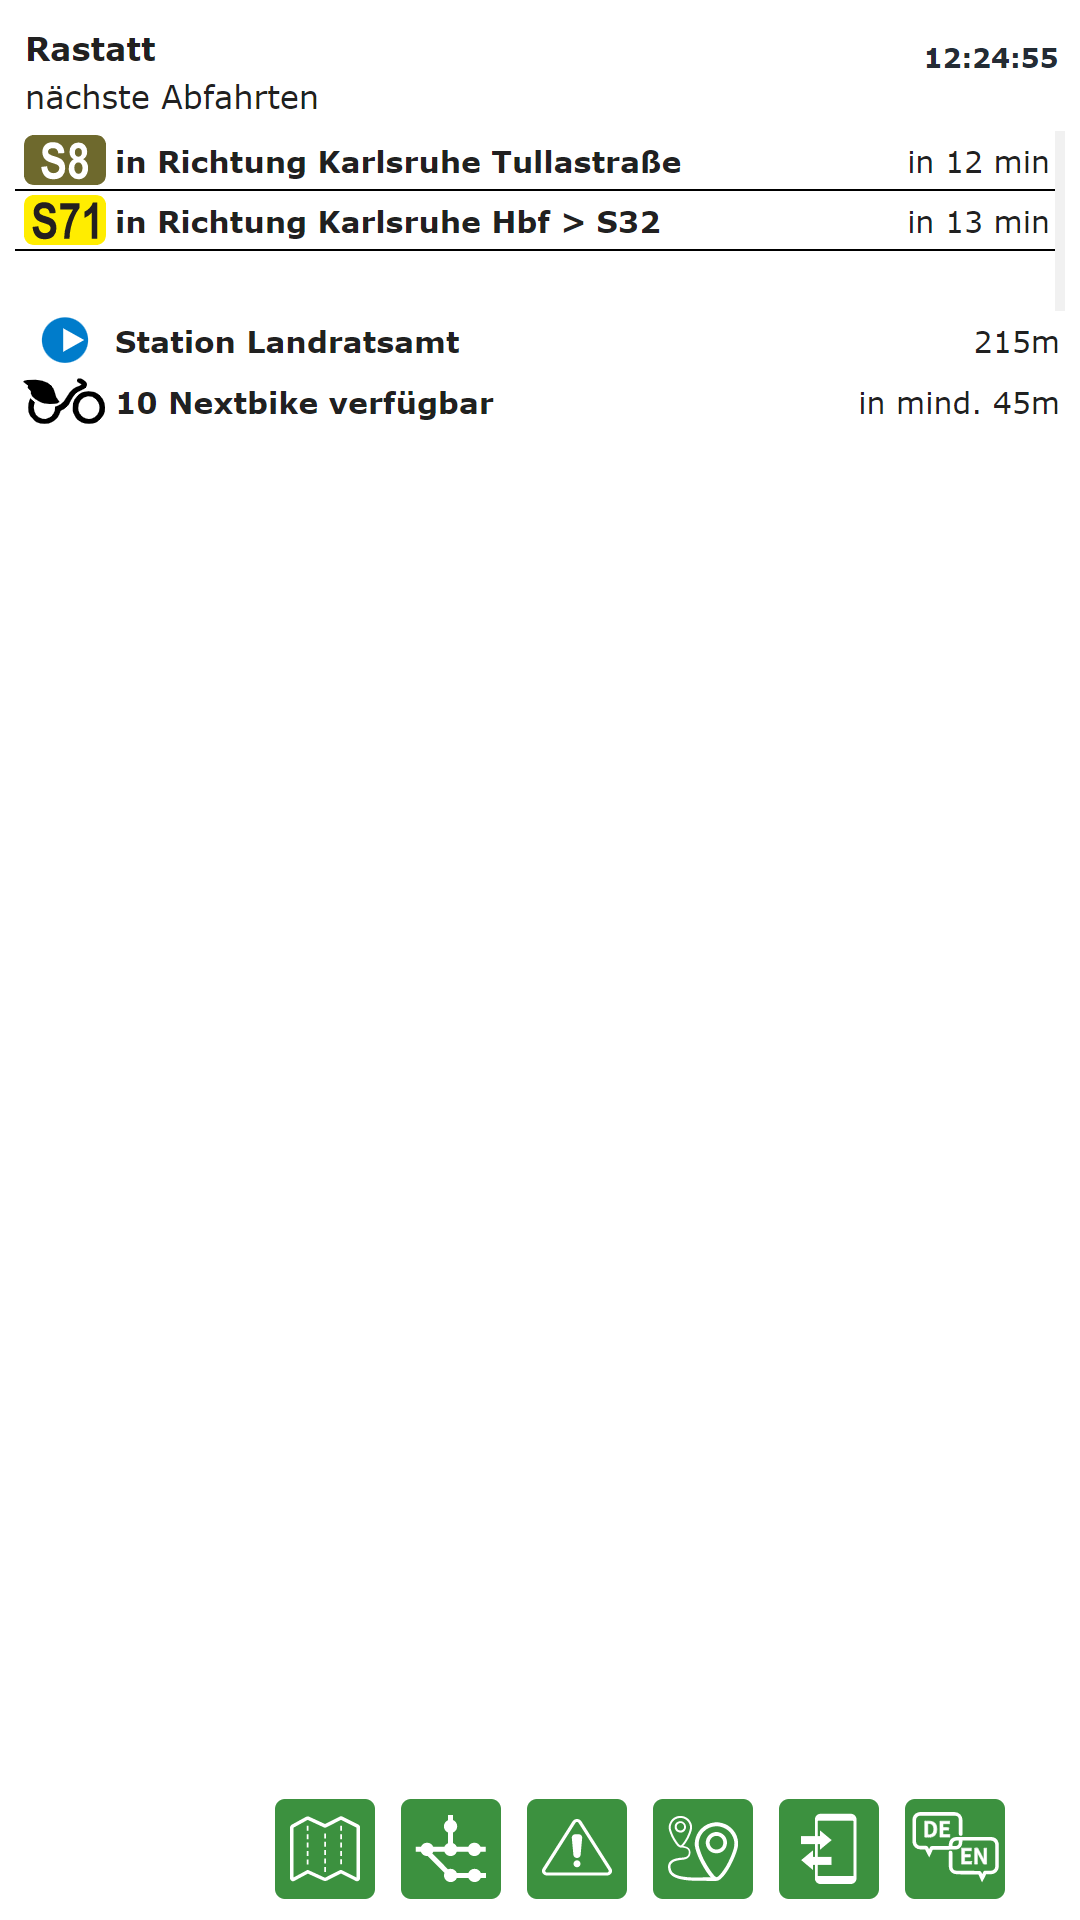 Rastatt
12:24:55
nächste Abfahrten
S8 in Richtung Karlsruhe Tullastraße in 12 min
S71 in Richtung Karlsruhe Hbf > S32 in 13 min
Station Landratsamt 215m
10 Nextbike verfügbar in mind. 45m
DE
EN